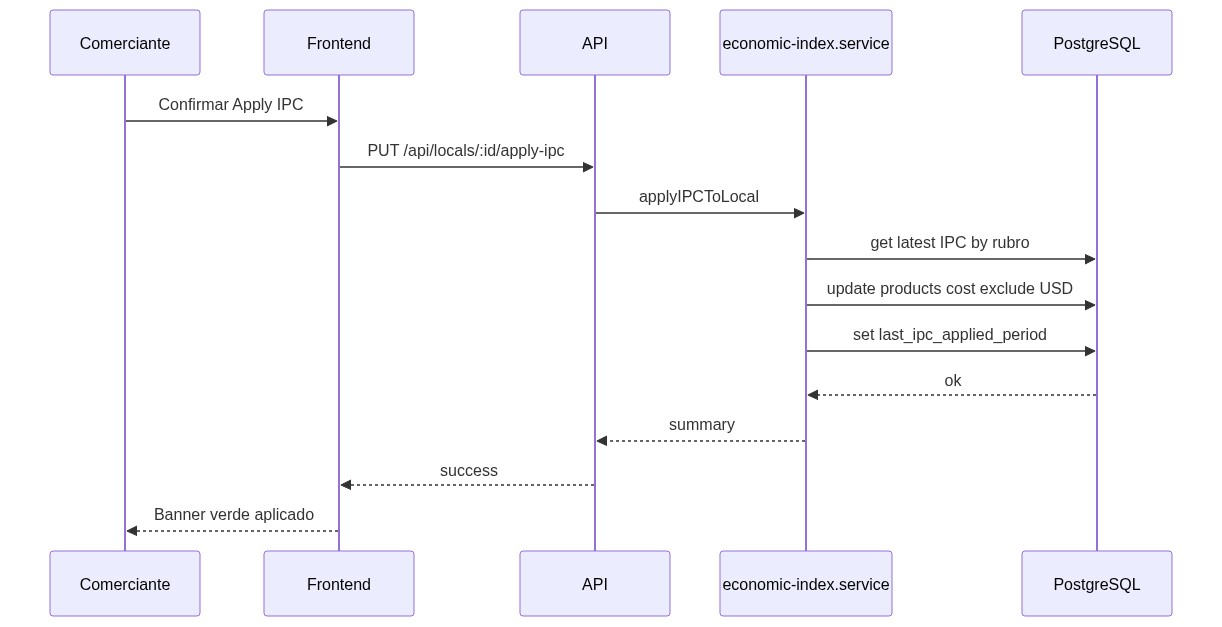 Comerciante
Frontend
API
economic-index.service
PostgreSQL
Confirmar Apply IPC
PUT /api/locals/:id/apply-ipc
applyIPCToLocal
get latest IPC by rubro
update products cost exclude USD
set last_ipc_applied_period
ok
summary
success
Banner verde aplicado
Comerciante
Frontend
API
economic-index.service
PostgreSQL